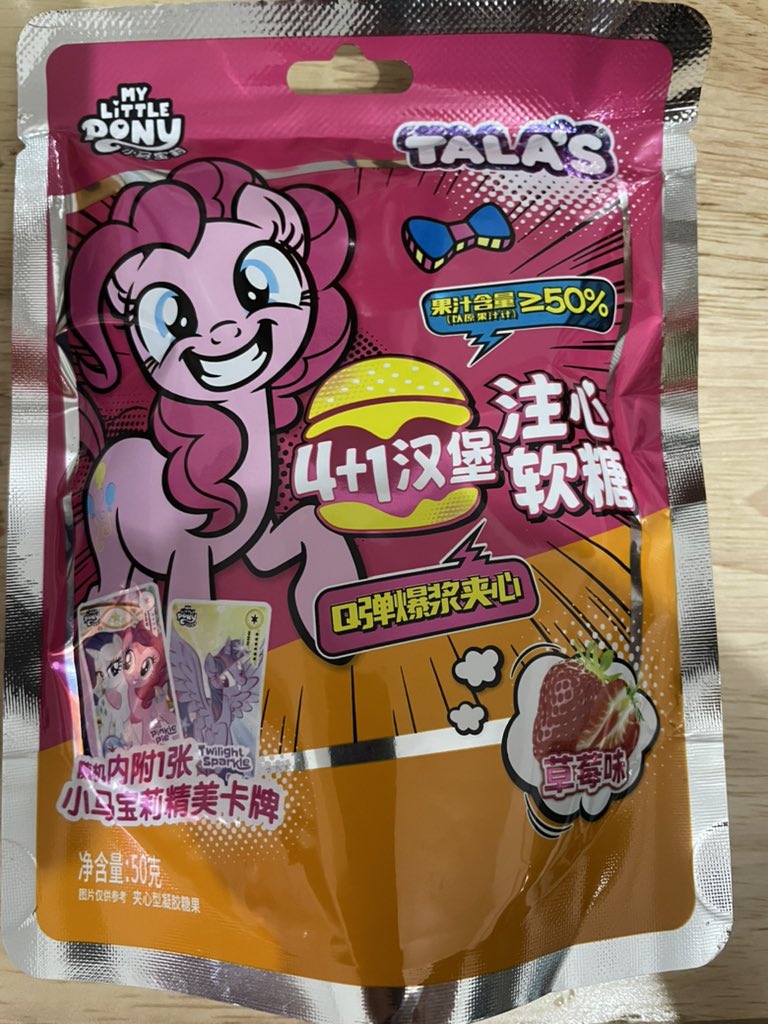 MY
LITTLE
PONY
小马宝莉
TALA'S
果汁含量≥50%
(以原果汁计)
4+1汉堡
注心
软糖
Q弹爆浆夹心
Pinkie
Pie
Twilight
Sparkle
随机内附1张
小马宝莉精美卡牌
草莓味
净含量:50克
图片仅供参考 夹心型凝胶糖果